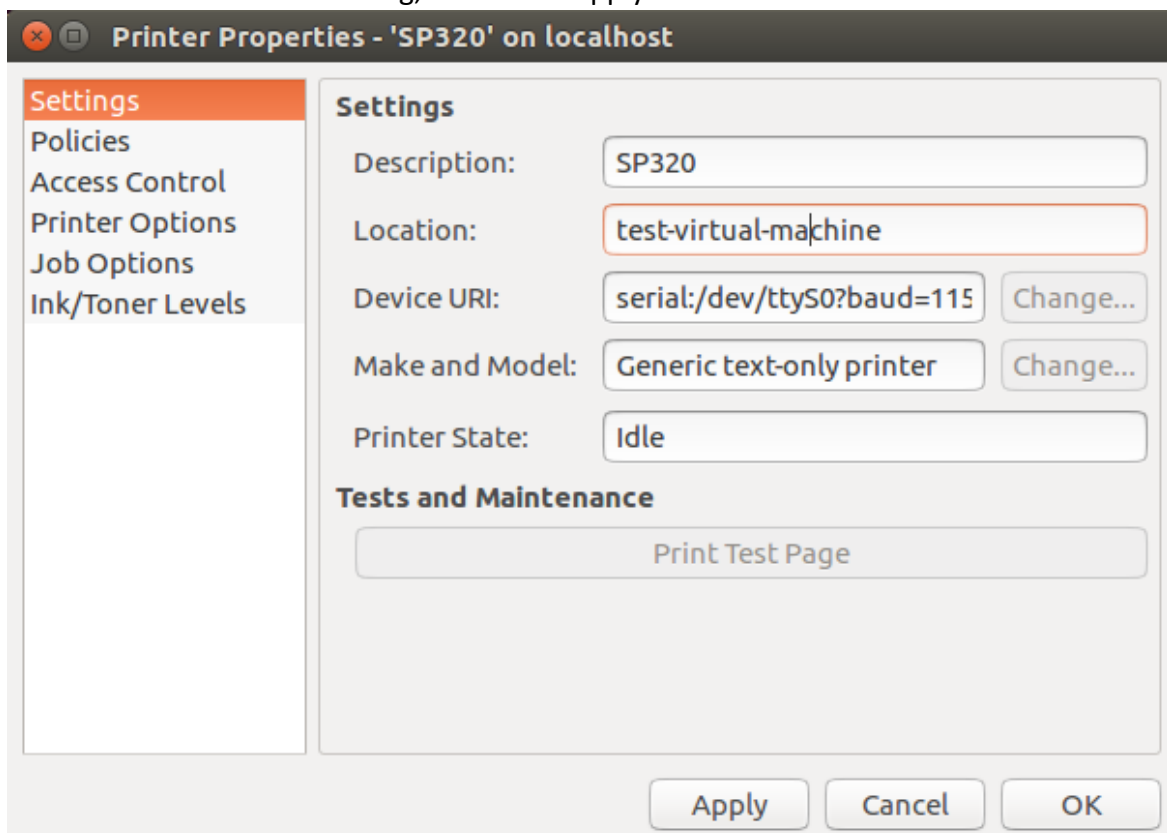 Printer Properties - 'SP320' on localhost
Settings
Policies
Access Control
Printer Options
Job Options
Ink/Toner Levels
Settings
Description: SP320
Location: test-virtual-machine
Device URI: serial:/dev/ttyS0?baud=115 Change...
Make and Model: Generic text-only printer Change...
Printer State: Idle
Tests and Maintenance
Print Test Page
Apply Cancel OK